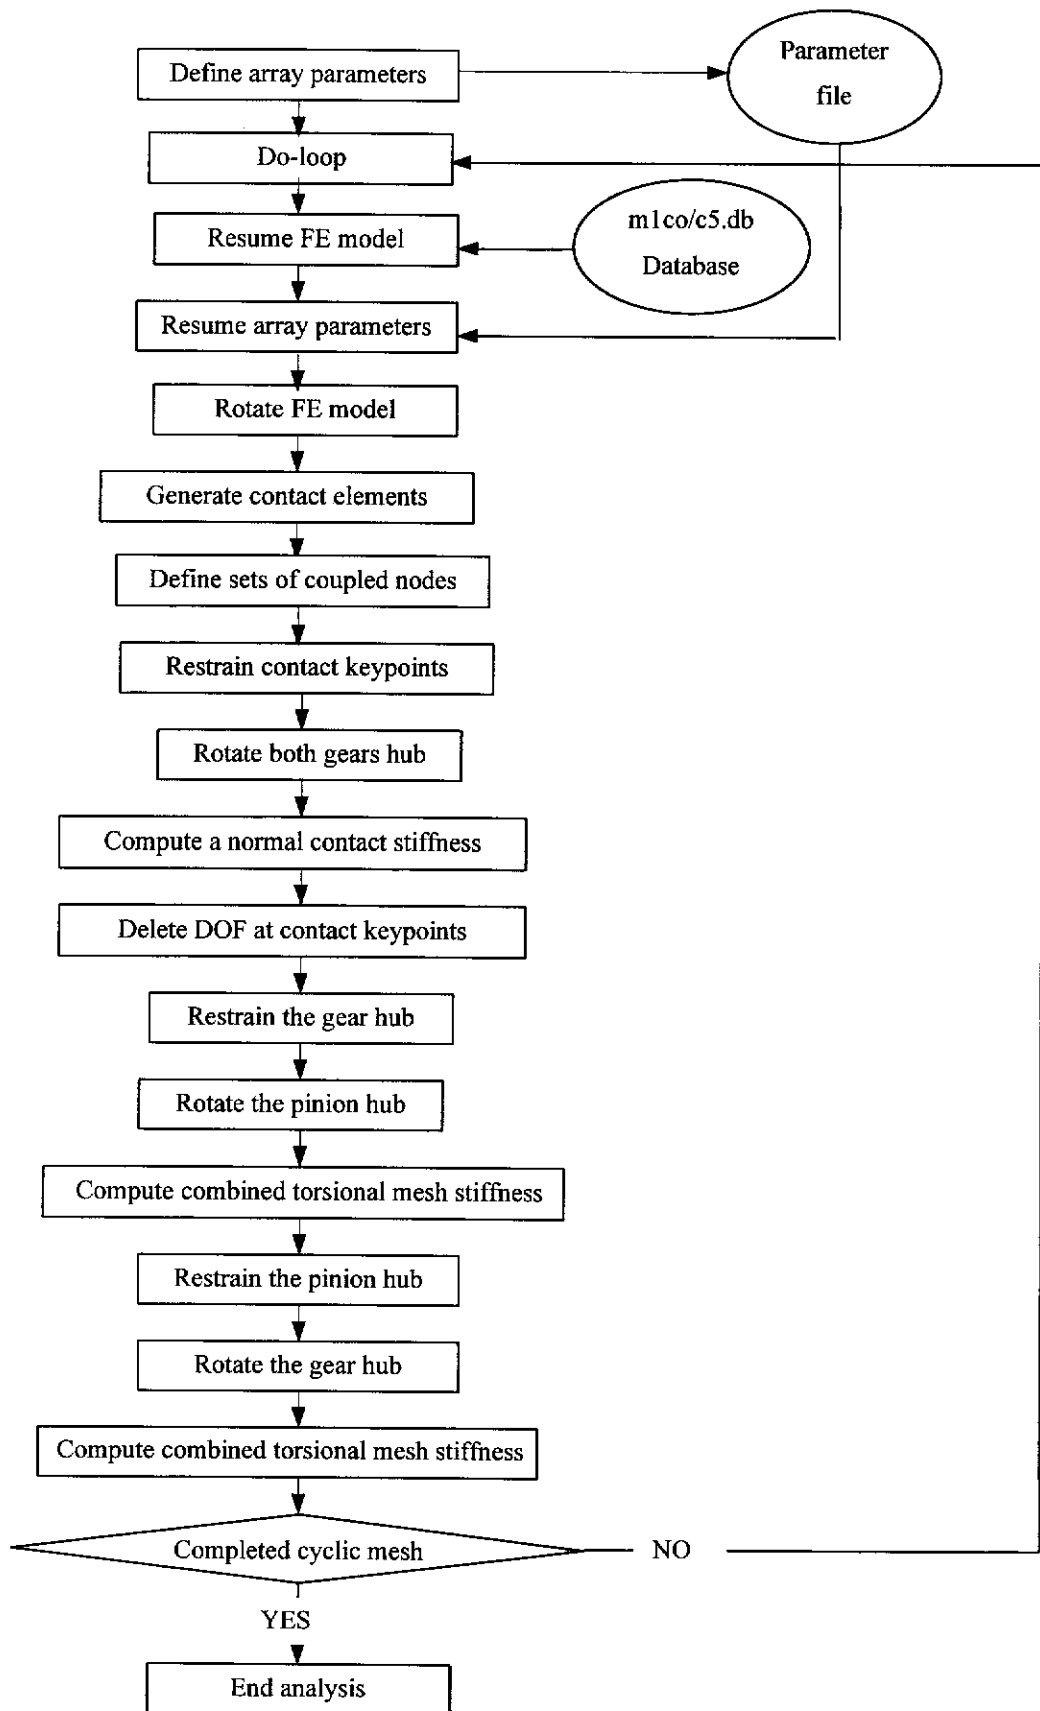 Define array parameters
Parameter
file
Do-loop
Resume FE model
m1co/c5.db
Database
Resume array parameters
Rotate FE model
Generate contact elements
Define sets of coupled nodes
Restrain contact keypoints
Rotate both gears hub
Compute a normal contact stiffness
Delete DOF at contact keypoints
Restrain the gear hub
Rotate the pinion hub
Compute combined torsional mesh stiffness
Restrain the pinion hub
Rotate the gear hub
Compute combined torsional mesh stiffness
Completed cyclic mesh
NO
YES
End analysis